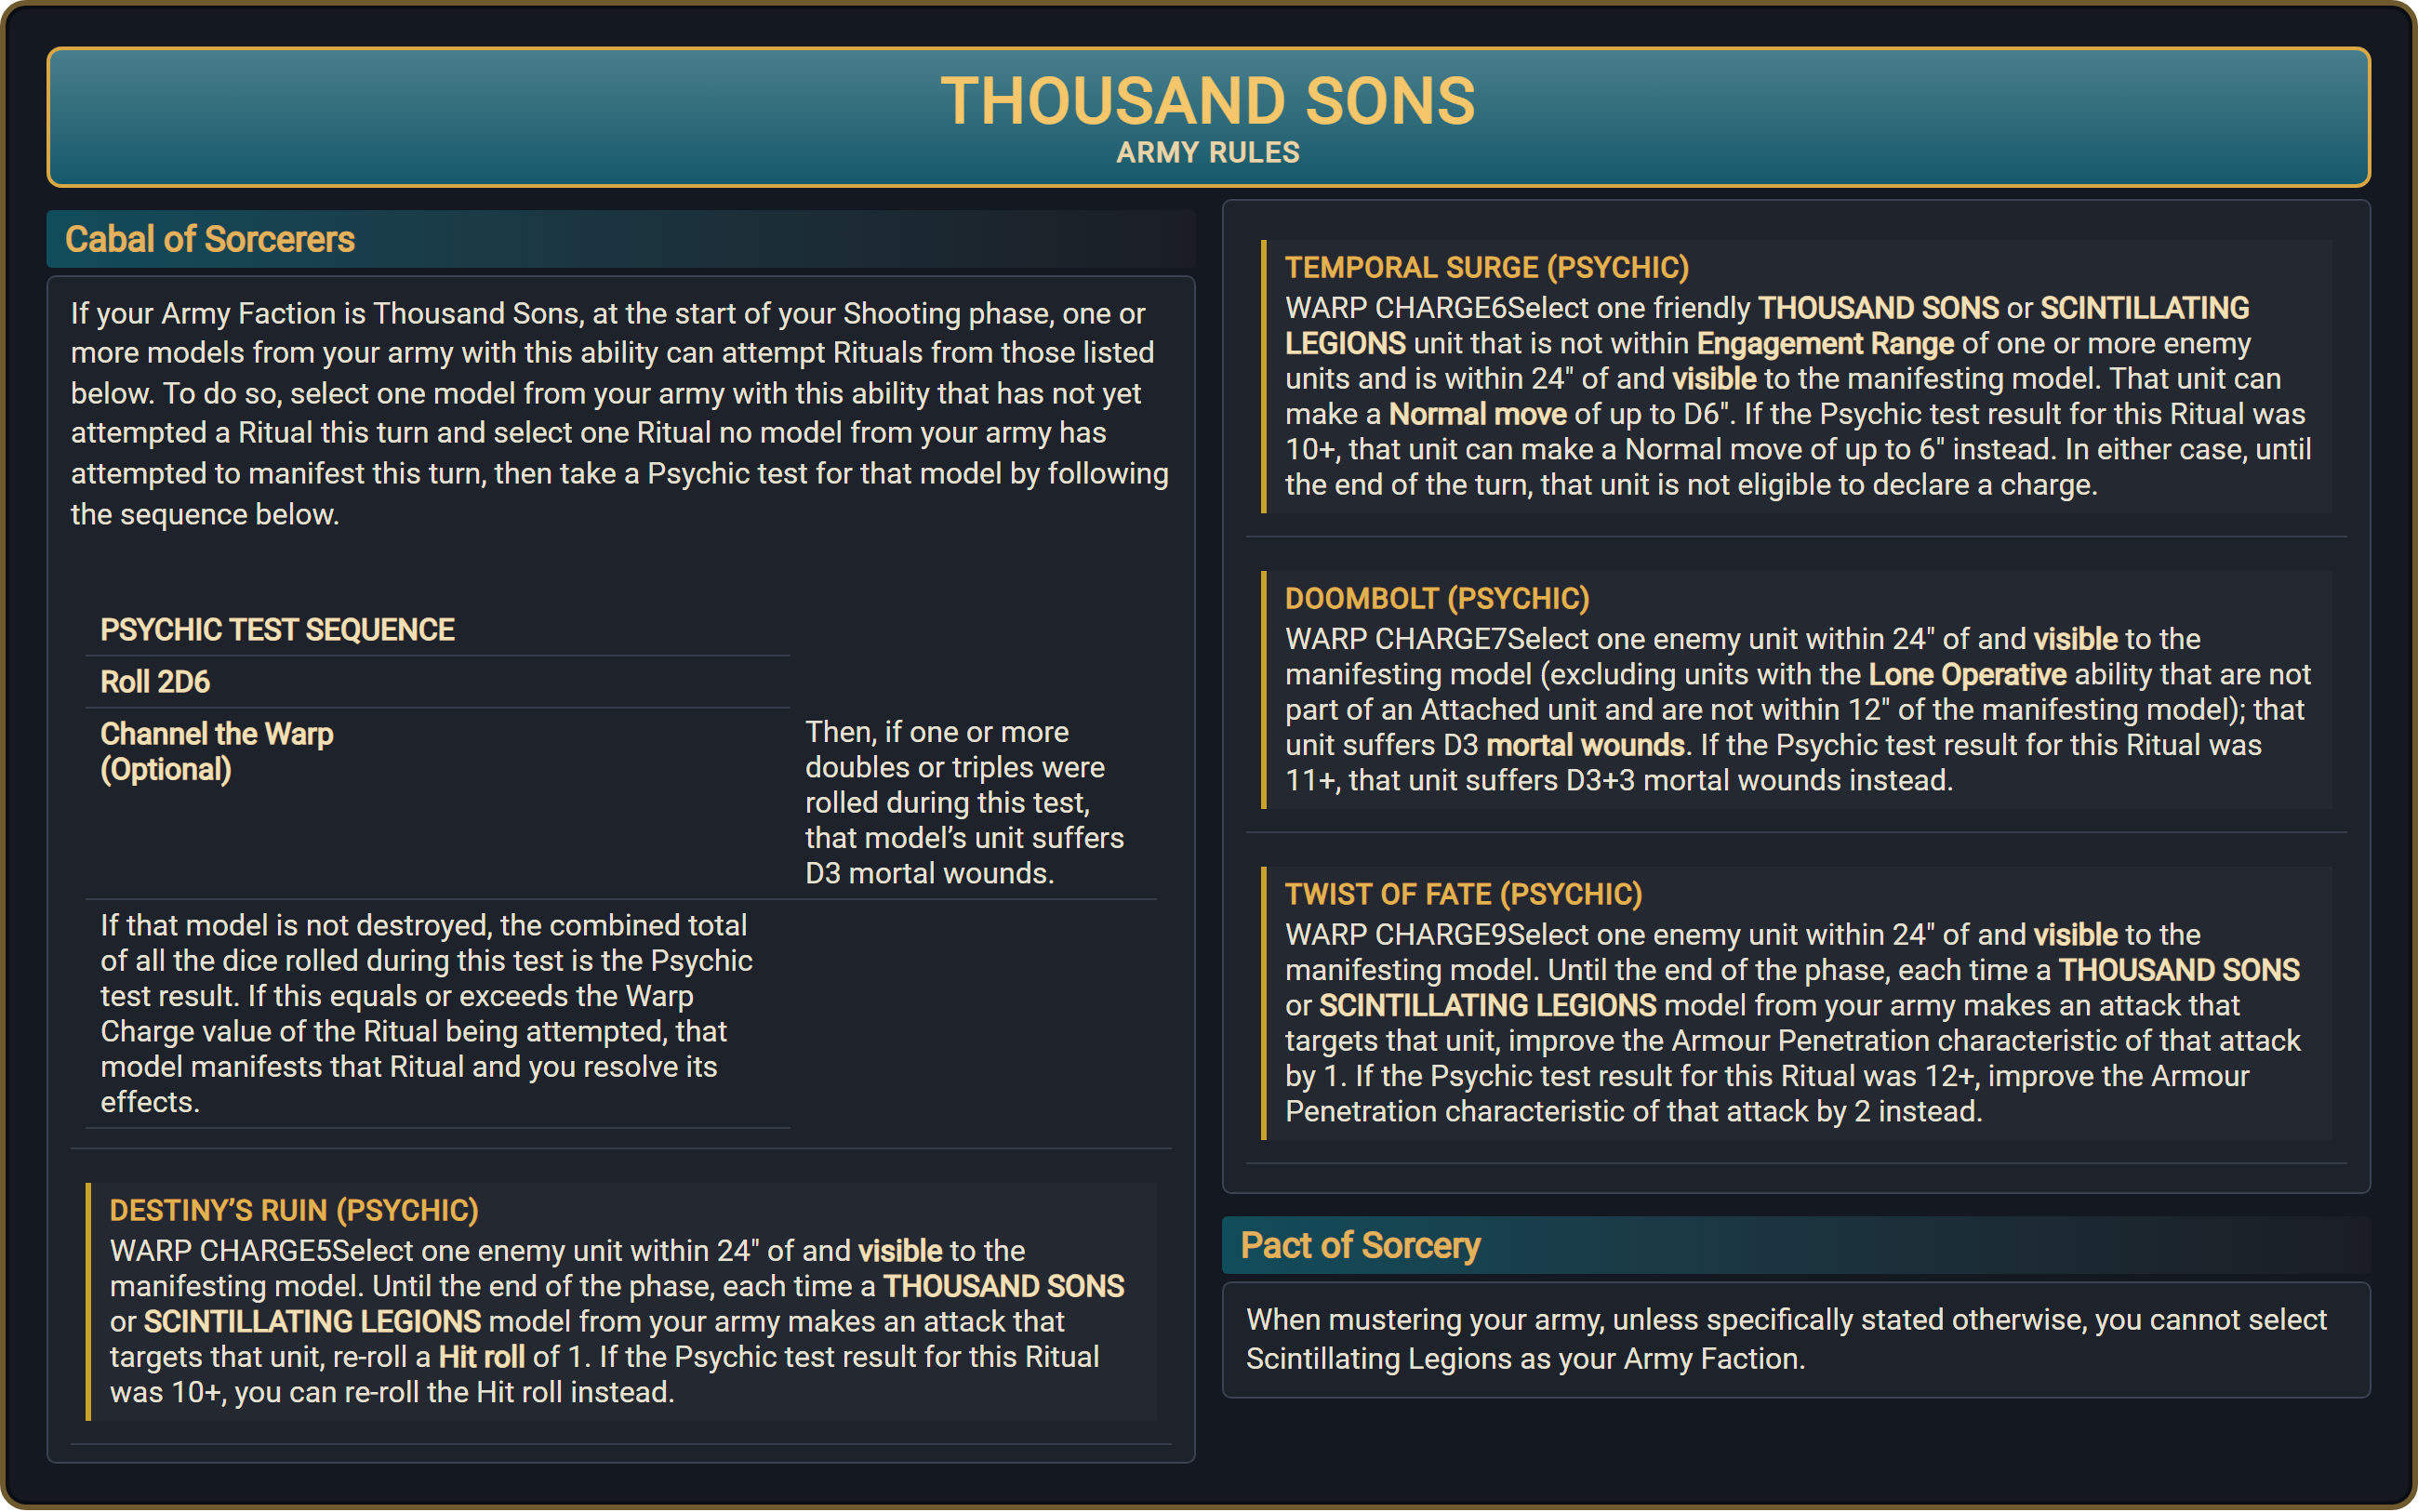 THOUSAND SONS
ARMY RULES
Cabal of Sorcerers
If your Army Faction is Thousand Sons, at the start of your Shooting phase, one or
more models from your army with this ability can attempt Rituals from those listed
below. To do so, select one model from your army with this ability that has not yet
attempted a Ritual this turn and select one Ritual no model from your army has
attempted to manifest this turn, then take a Psychic test for that model by following
the sequence below.
PSYCHIC TEST SEQUENCE
Roll 2D6
Channel the Warp
(Optional)
Then, if one or more
doubles or triples were
rolled during this test,
that model’s unit suffers
D3 mortal wounds.
If that model is not destroyed, the combined total
of all the dice rolled during this test is the Psychic
test result. If this equals or exceeds the Warp
Charge value of the Ritual being attempted, that
model manifests that Ritual and you resolve its
effects.
DESTINY’S RUIN (PSYCHIC)
WARP CHARGE5Select one enemy unit within 24" of and visible to the
manifesting model. Until the end of the phase, each time a THOUSAND SONS
or SCINTILLATING LEGIONS model from your army makes an attack that
targets that unit, re-roll a Hit roll of 1. If the Psychic test result for this Ritual
was 10+, you can re-roll the Hit roll instead.
TEMPORAL SURGE (PSYCHIC)
WARP CHARGE6Select one friendly THOUSAND SONS or SCINTILLATING
LEGIONS unit that is not within Engagement Range of one or more enemy
units and is within 24" of and visible to the manifesting model. That unit can
make a Normal move of up to D6". If the Psychic test result for this Ritual was
10+, that unit can make a Normal move of up to 6" instead. In either case, until
the end of the turn, that unit is not eligible to declare a charge.
DOOMBOLT (PSYCHIC)
WARP CHARGE7Select one enemy unit within 24" of and visible to the
manifesting model (excluding units with the Lone Operative ability that are not
part of an Attached unit and are not within 12" of the manifesting model); that
unit suffers D3 mortal wounds. If the Psychic test result for this Ritual was
11+, that unit suffers D3+3 mortal wounds instead.
TWIST OF FATE (PSYCHIC)
WARP CHARGE9Select one enemy unit within 24" of and visible to the
manifesting model. Until the end of the phase, each time a THOUSAND SONS
or SCINTILLATING LEGIONS model from your army makes an attack that
targets that unit, improve the Armour Penetration characteristic of that attack
by 1. If the Psychic test result for this Ritual was 12+, improve the Armour
Penetration characteristic of that attack by 2 instead.
Pact of Sorcery
When mustering your army, unless specifically stated otherwise, you cannot select
Scintillating Legions as your Army Faction.